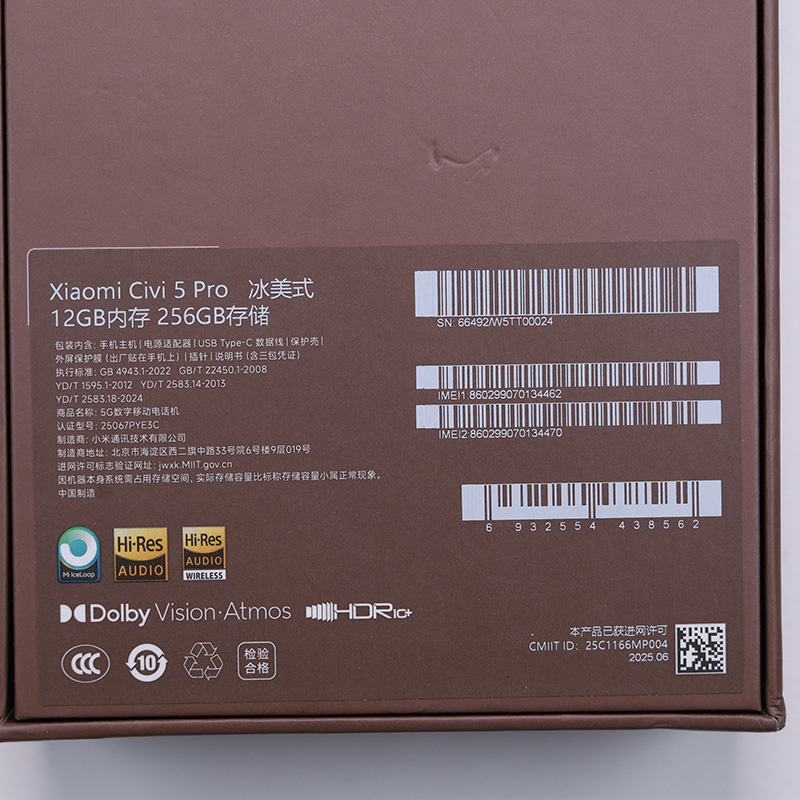 Xiaomi Civi 5 Pro 冰美式
12GB内存 256GB存储
包装内含: 手机主机 | 电源适配器 | USB Type-C 数据线 | 保护壳 |
外屏保护膜 (出厂贴在手机上) | 插针 | 说明书 (含三包凭证)
执行标准: GB 4943.1-2022 GB/T 22450.1-2008
YD/T 1595.1-2012 YD/T 2583.14-2013
YD/T 2583.18-2024
商品名称: 5G数字移动电话机
认证型号: 25067PYE3C
制造商: 小米通讯技术有限公司
制造商地址: 北京市海淀区西二旗中路33号院6号楼9层019号
进网许可标志验证网址: jwxk.MIIT.gov.cn
因机器本身系统需占用存储空间, 实际存储容量比标称存储容量小属正常现象。
中国制造
SN: 66492/W5TT00024
IMEI1:860299070134462
IMEI2:860299070134470
6 932554 438562
Mi IceLoop
Hi-Res
AUDIO
Hi-Res
AUDIO
WIRELESS
Dolby Vision·Atmos
HDR10+
CCC
10
检验
合格
本产品已获进网许可
CMIIT ID: 25C1166MP004
2025.06